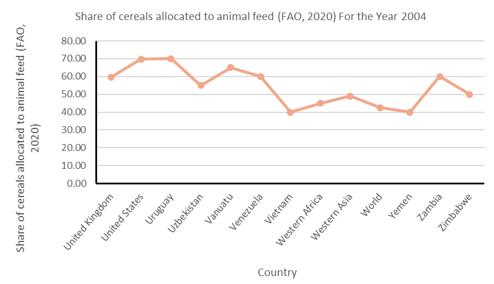 Share of cereals allocated to animal feed (FAO, 2020) For the Year 2004
Share of cereals allocated to animal feed (FAO,
2020)
80.00
70.00
60.00
50.00
40.00
30.00
20.00
10.00
0.00
United Kingdom
United States
Uruguay
Uzbekistan
Vanuatu
Venezuela
Vietnam
Western Africa
Western Asia
World
Yemen
Zambia
Zimbabwe
Country